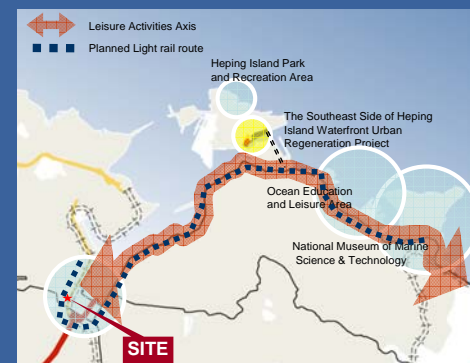 Leisure Activities Axis
Planned Light rail route
Heping Island Park
and Recreation Area
The Southeast Side of Heping
Island Waterfront Urban
Regeneration Project
Ocean Education
and Leisure Area
National Museum of Marine
Science & Technology
SITE